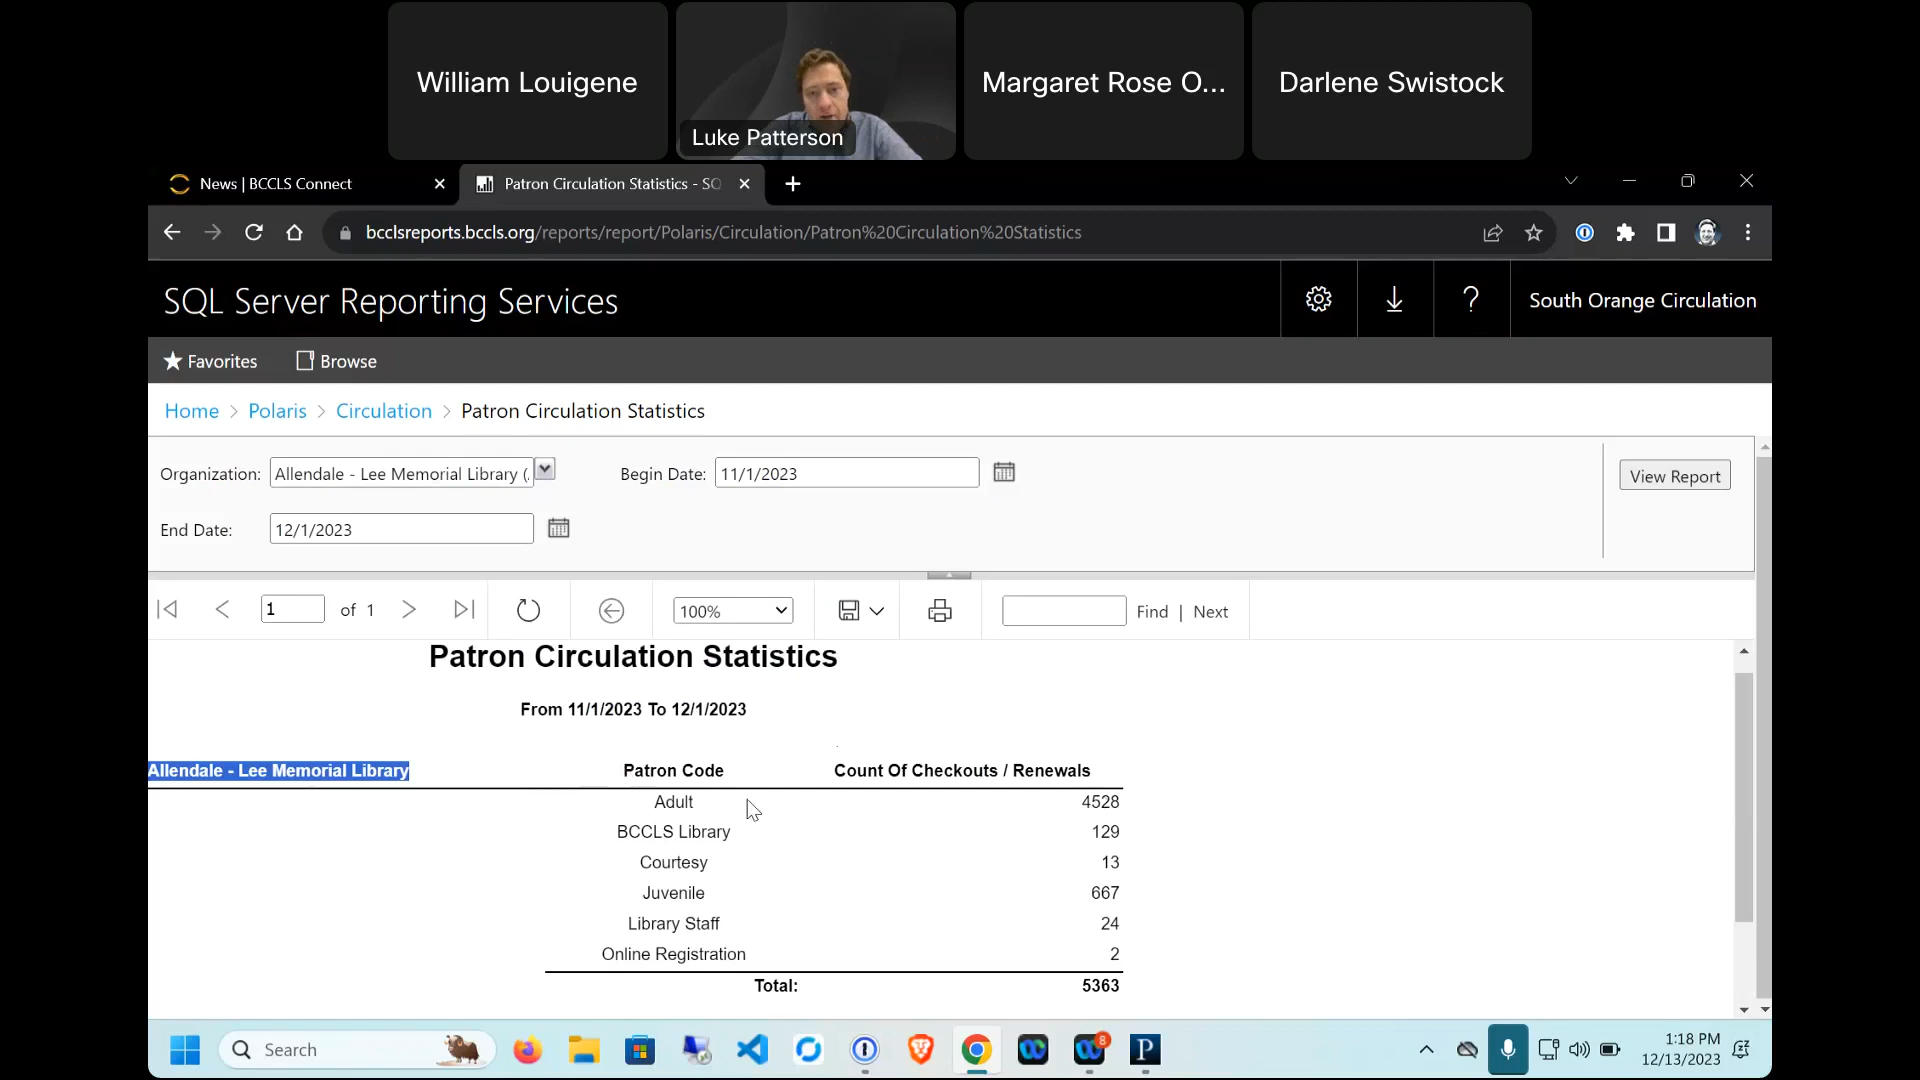 William Louigene
Luke Patterson
Margaret Rose O...
Darlene Swistock
News | BCCLS Connect
Patron Circulation Statistics - SQ
bcclsreports.bccls.org/reports/report/Polaris/Circulation/Patron%20Circulation%20Statistics
SQL Server Reporting Services
?
South Orange Circulation
Favorites
Browse
Home > Polaris > Circulation > Patron Circulation Statistics
Organization: Allendale - Lee Memorial Library (
Begin Date: 11/1/2023
View Report
End Date: 12/1/2023
1 of 1
100%
Find | Next
Patron Circulation Statistics
From 11/1/2023 To 12/1/2023
Allendale - Lee Memorial Library Patron Code Count Of Checkouts / Renewals
Adult 4528
BCCLS Library 129
Courtesy 13
Juvenile 667
Library Staff 24
Online Registration 2
Total: 5363
Search
8
P
1:18 PM
12/13/2023